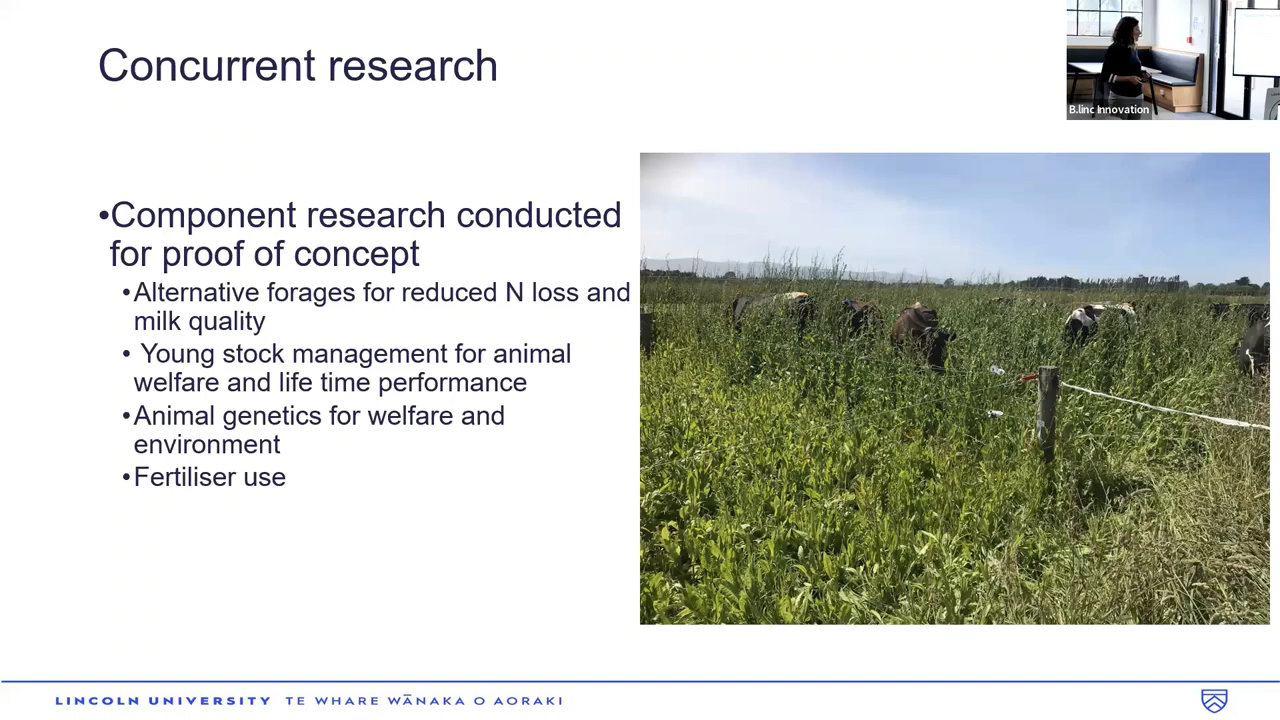 Concurrent research
B.linc Innovation
•Component research conducted
for proof of concept
•Alternative forages for reduced N loss and
milk quality
• Young stock management for animal
welfare and life time performance
•Animal genetics for welfare and
environment
•Fertiliser use
LINCOLN UNIVERSITY TE WHARE WĀNAKA O AORAKI